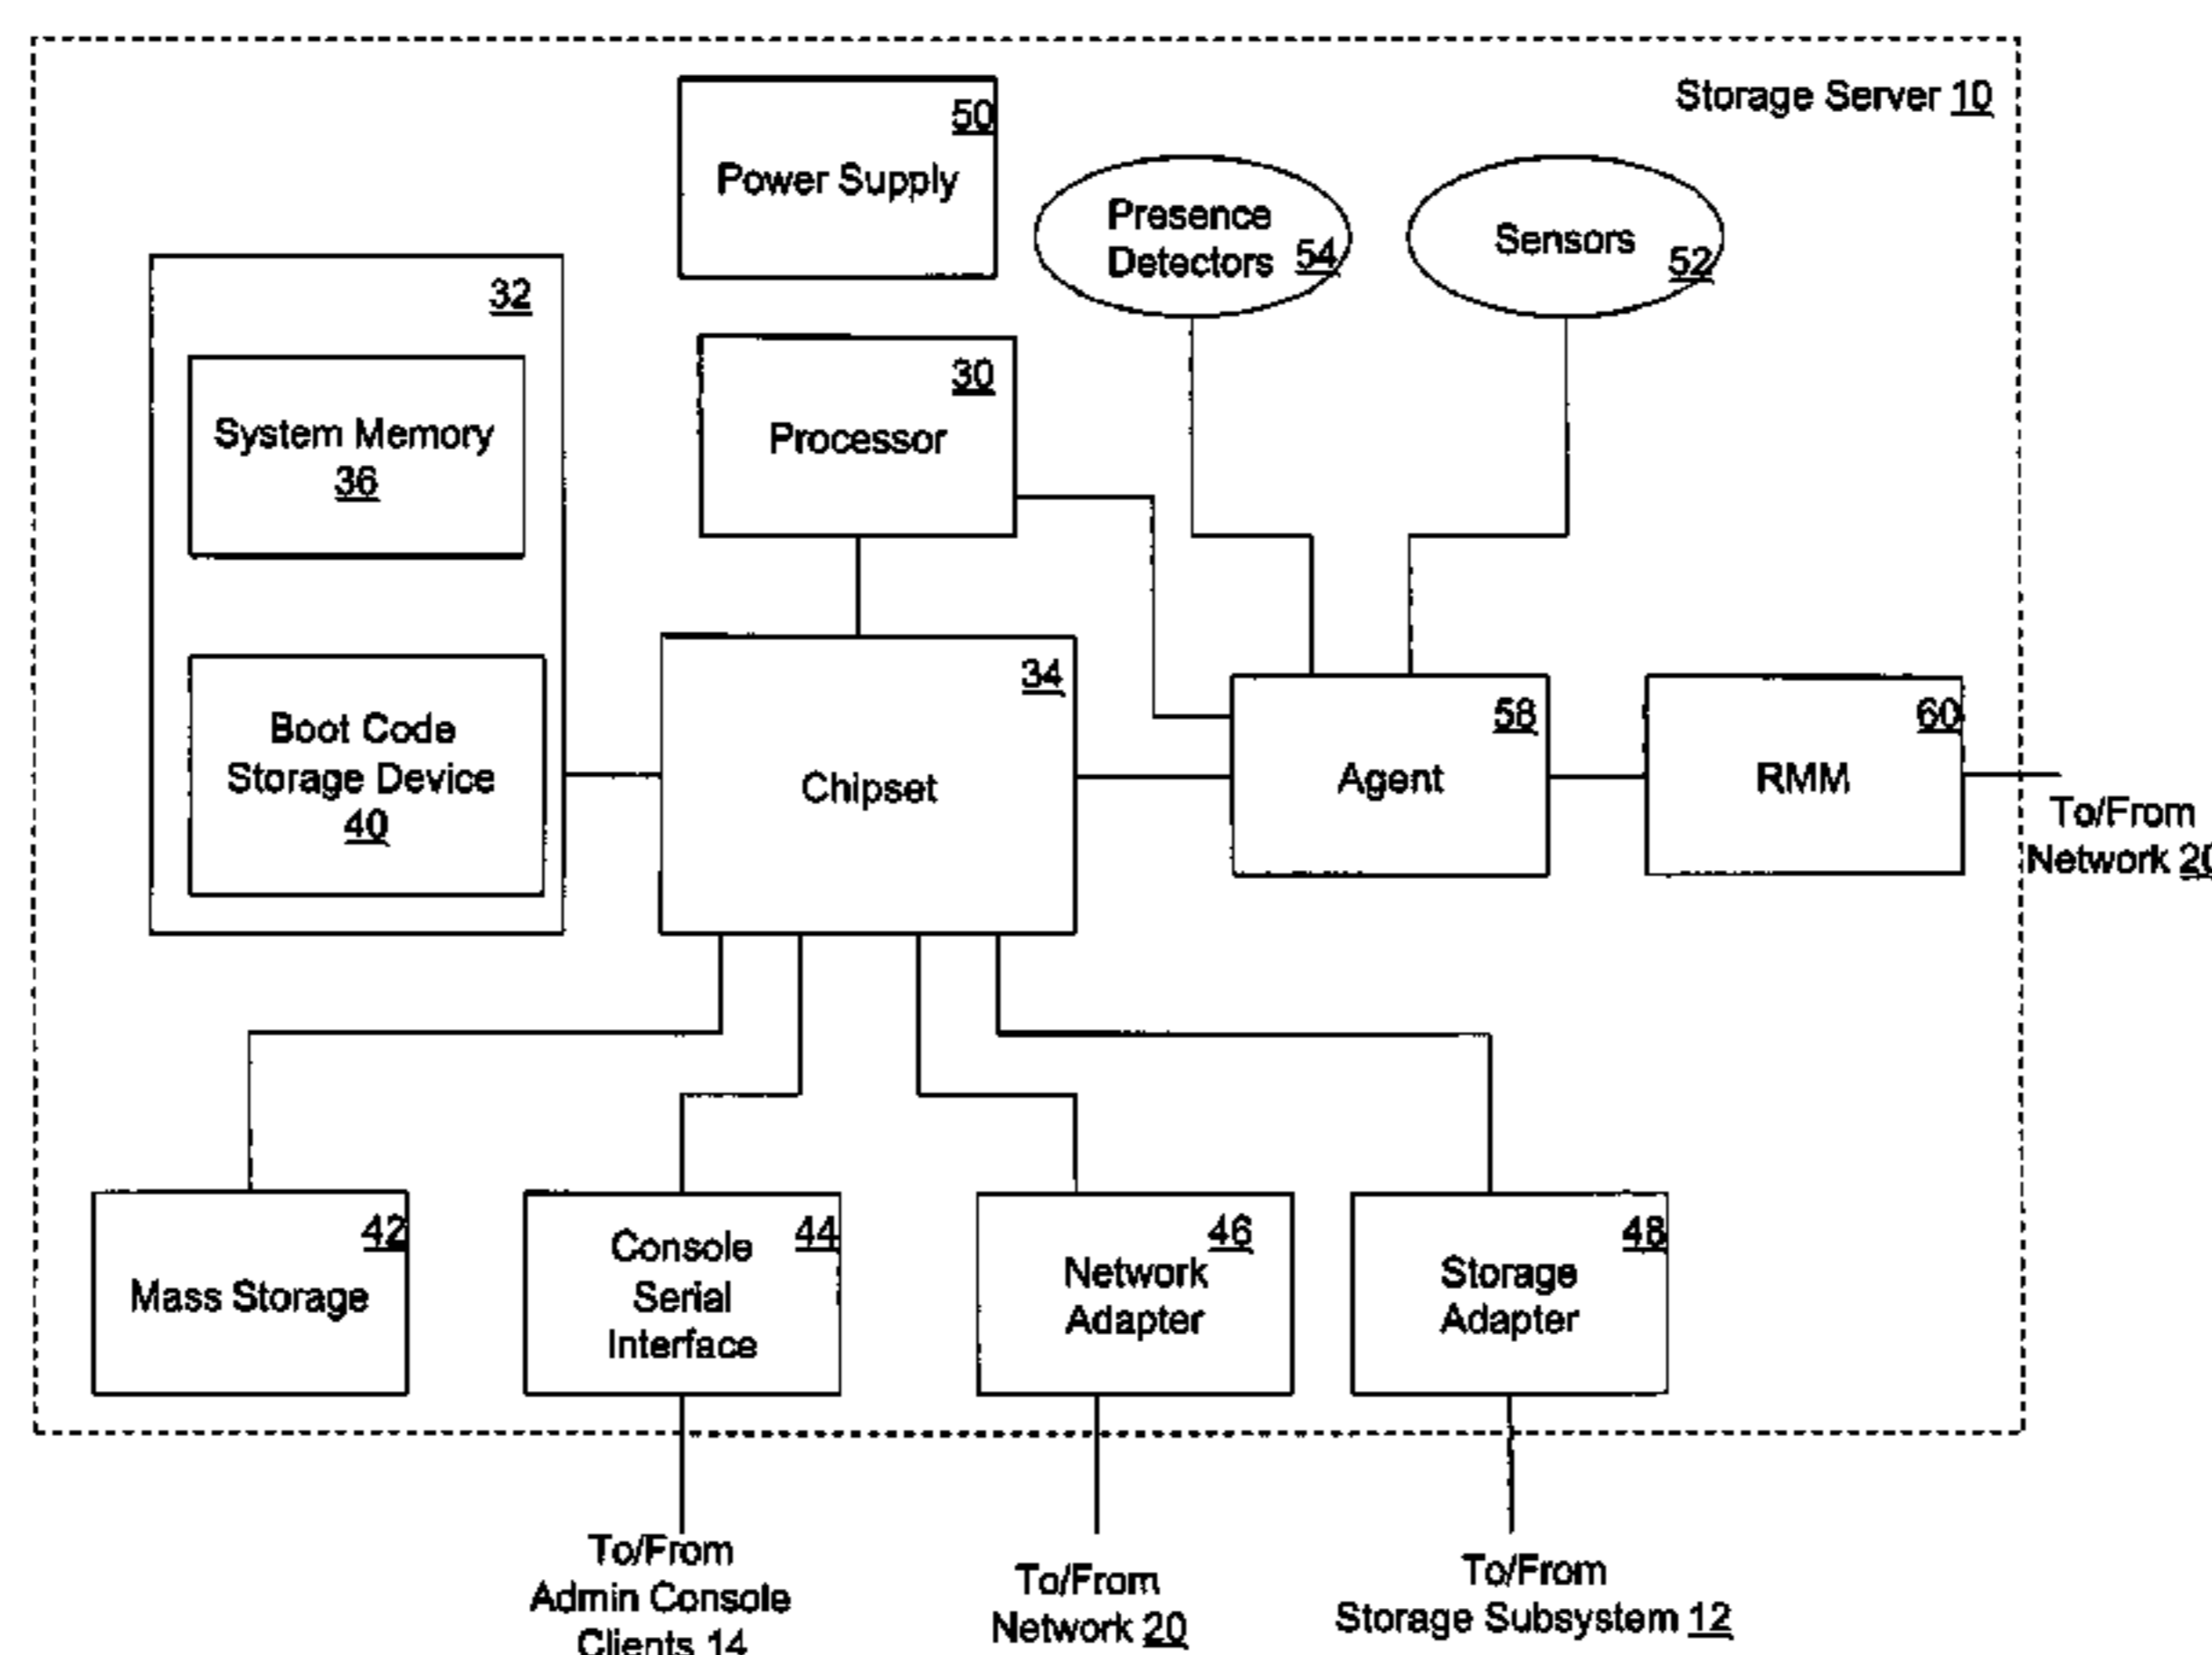 Storage Server 10
50
Power Supply
Presence
Detectors 54
Sensors 52
32
System Memory
36
30
Processor
Boot Code
Storage Device
40
34
Chipset
58
Agent
60
RMM
To/From
Network 20
42
Mass Storage
44
Console
Serial
Interface
46
Network
Adapter
48
Storage
Adapter
To/From
Admin Console
Clients 14
To/From
Network 20
To/From
Storage Subsystem 12